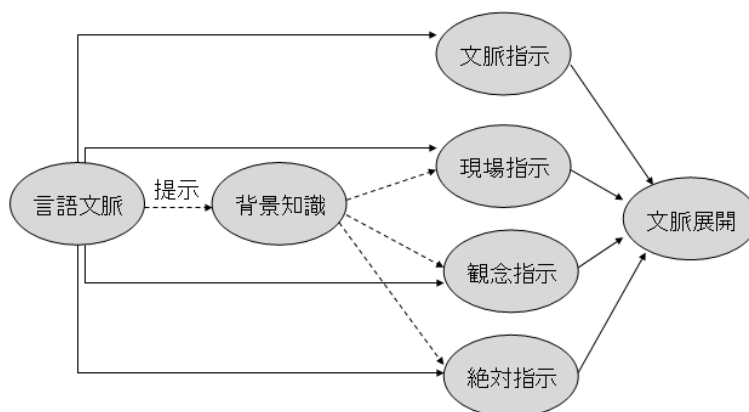 文脈指示
現場指示
提示
言語文脈
背景知識
文脈展開
観念指示
絶対指示